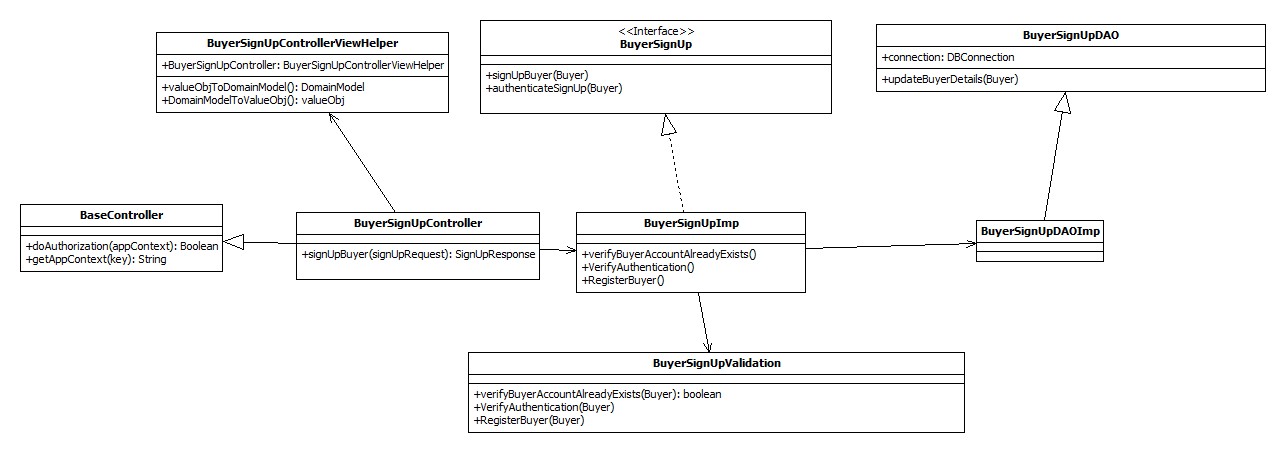 BuyerSignUpControllerViewHelper
+BuyerSignUpController: BuyerSignUpControllerViewHelper
+valueObjToDomainModel(): DomainModel
+DomainModelToValueObj(): valueObj
<<Interface>>
BuyerSignUp
+signUpBuyer(Buyer)
+authenticateSignUp(Buyer)
BuyerSignUpDAO
+connection: DBConnection
+updateBuyerDetails(Buyer)
BaseController
+doAuthorization(appContext): Boolean
+getAppContext(key): String
BuyerSignUpController
+signUpBuyer(signUpRequest): SignUpResponse
BuyerSignUpImp
+verifyBuyerAccountAlreadyExists()
+VerifyAuthentication()
+RegisterBuyer()
BuyerSignUpDAOImp
BuyerSignUpValidation
+verifyBuyerAccountAlreadyExists(Buyer): boolean
+VerifyAuthentication(Buyer)
+RegisterBuyer(Buyer)